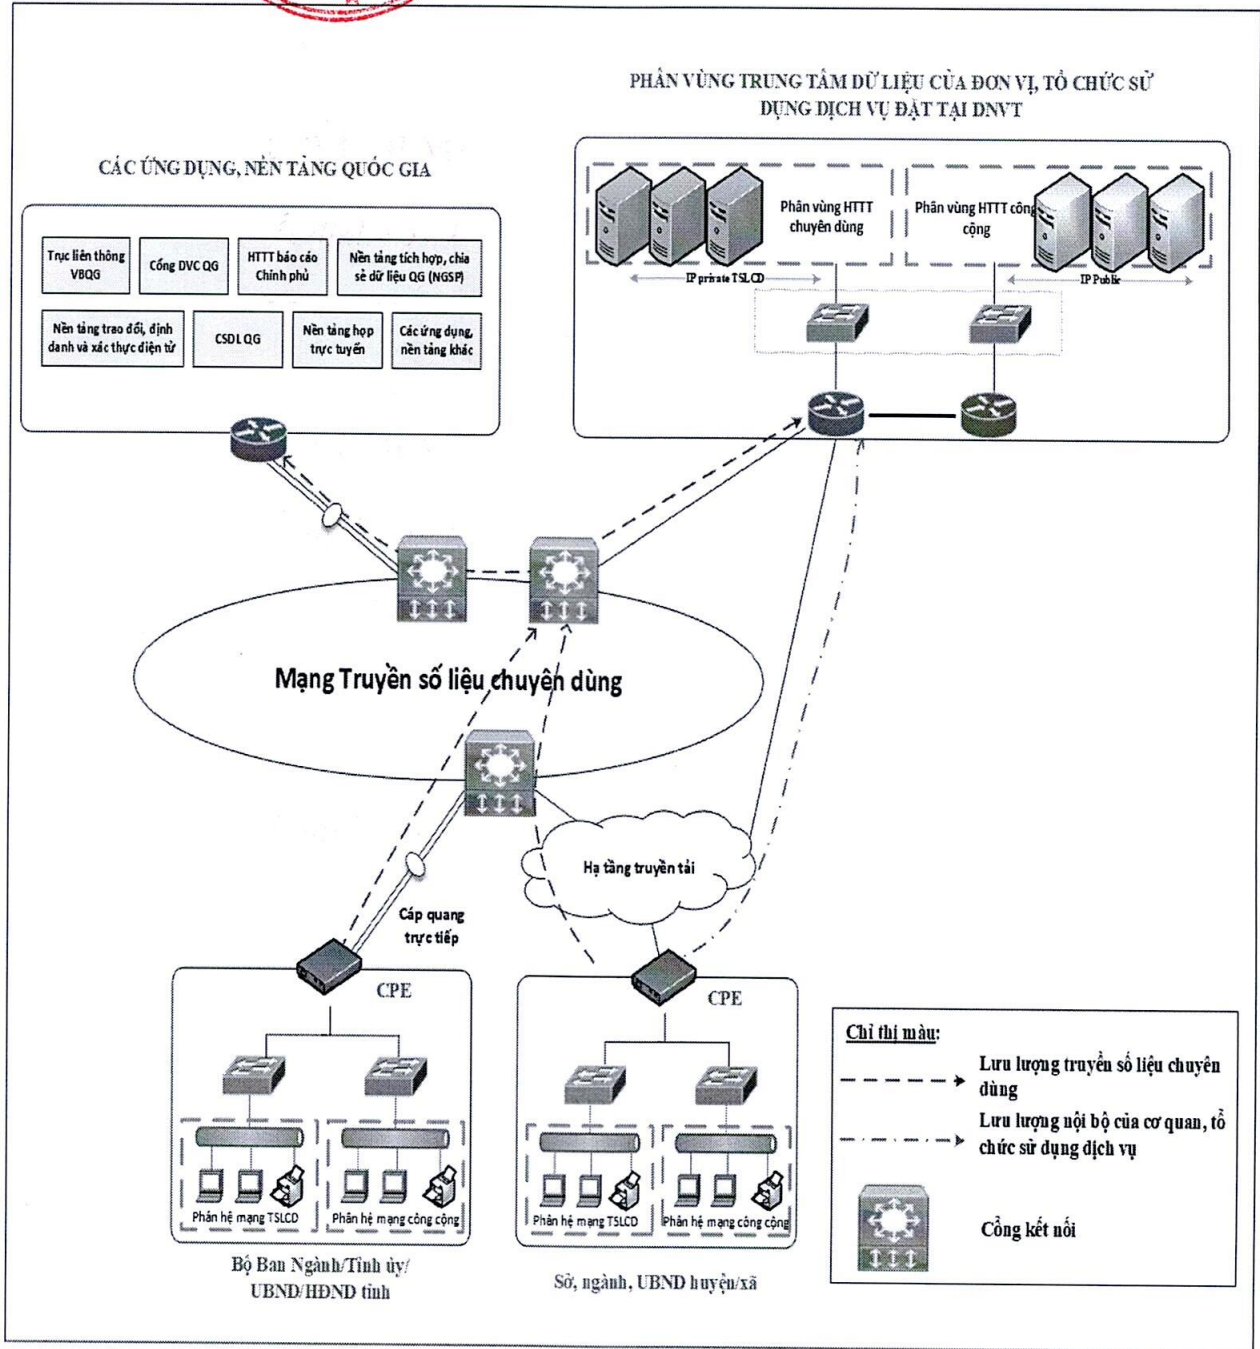 PHÂN VÙNG TRUNG TÂM DỮ LIỆU CỦA ĐƠN VỊ, TỔ CHỨC SỬ
DỤNG DỊCH VỤ ĐẶT TẠI DNVT
CÁC ỨNG DỤNG, NỀN TẢNG QUỐC GIA
Trục liên thông
VBQG
Cổng DVC QG
HTTT báo cáo
Chính phủ
Nền tảng tích hợp, chia
sẻ dữ liệu QG (NGSP)
Nền tảng trao đổi, định
danh và xác thực điện tử
CSDL QG
Nền tảng họp
trực tuyến
Các ứng dụng,
nền tảng khác
Phân vùng HTTT
chuyên dùng
Phân vùng HTTT công
cộng
IP private TSLCD
IP Public
Mạng Truyền số liệu chuyên dùng
Hạ tầng truyền tải
Cáp quang
trực tiếp
CPE
CPE
Phân hệ mạng TSLCD
Phân hệ mạng công cộng
Phân hệ mạng TSLCD
Phân hệ mạng công cộng
Bộ Ban Ngành/Tỉnh ủy/
UBND/HĐND tỉnh
Sở, ngành, UBND huyện/xã
Chỉ thị màu:
Lưu lượng truyền số liệu chuyên
dùng
Lưu lượng nội bộ của cơ quan, tổ
chức sử dụng dịch vụ
Cổng kết nối